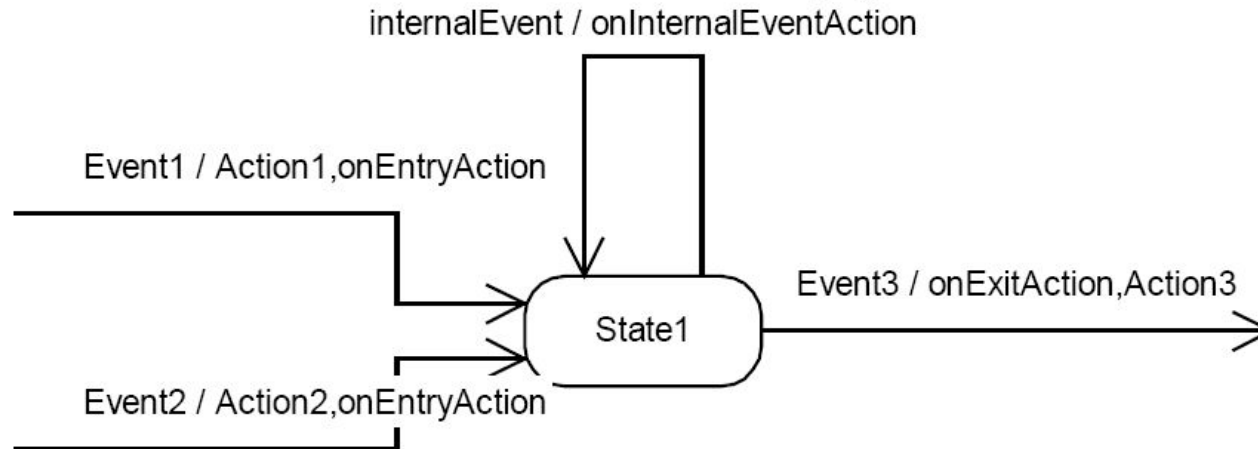 internalEvent / onInternalEventAction
Event1 / Action1,onEntryAction
Event3 / onExitAction,Action3
State1
Event2 / Action2,onEntryAction